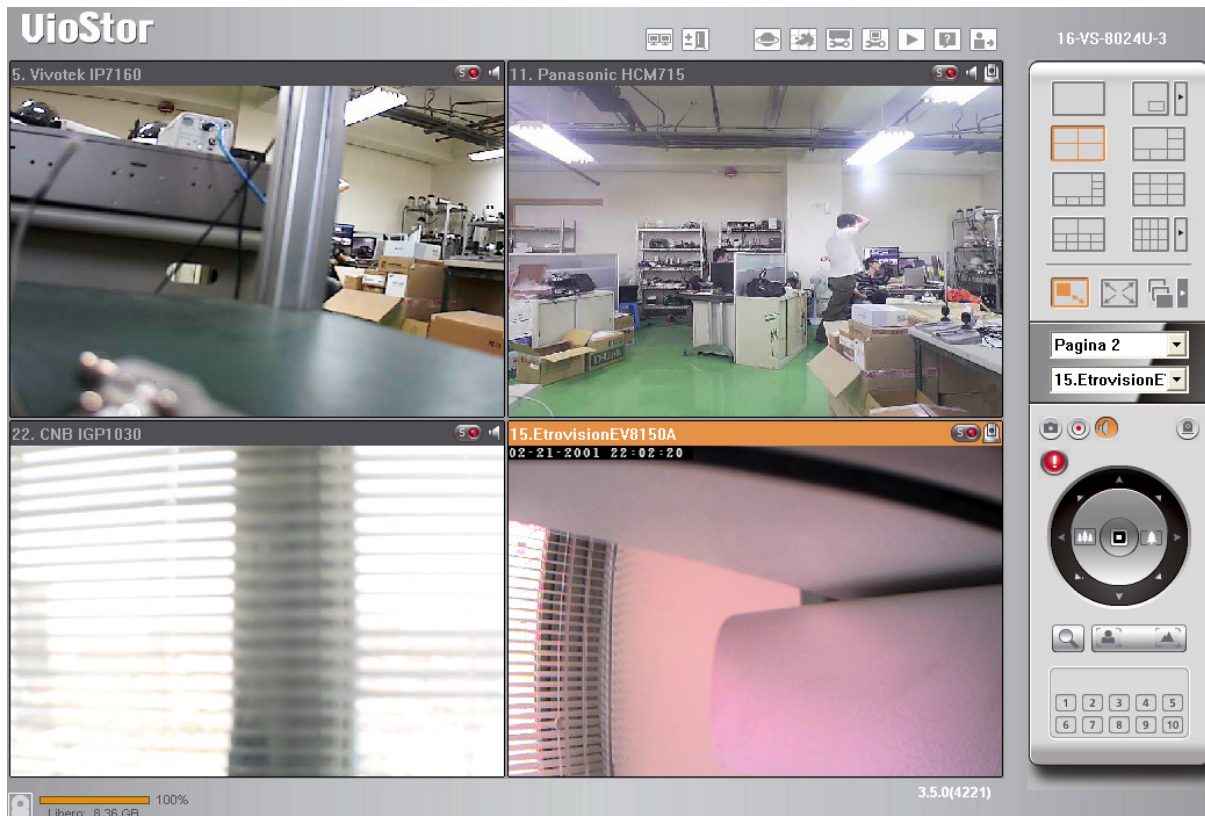 VioStor
16-VS-8024U-3
5. Vivotek IP7160
S
11. Panasonic HCM715
S
Pagina 2
15.EtrovisionE
22. CNB IGP1030
S
15.EtrovisionEV8150A
S
02-21-2001 22:02:20
D-Link
1 2 3 4 5
6 7 8 9 10
3.5.0(4221)
100%
Libero: 8.36 GB